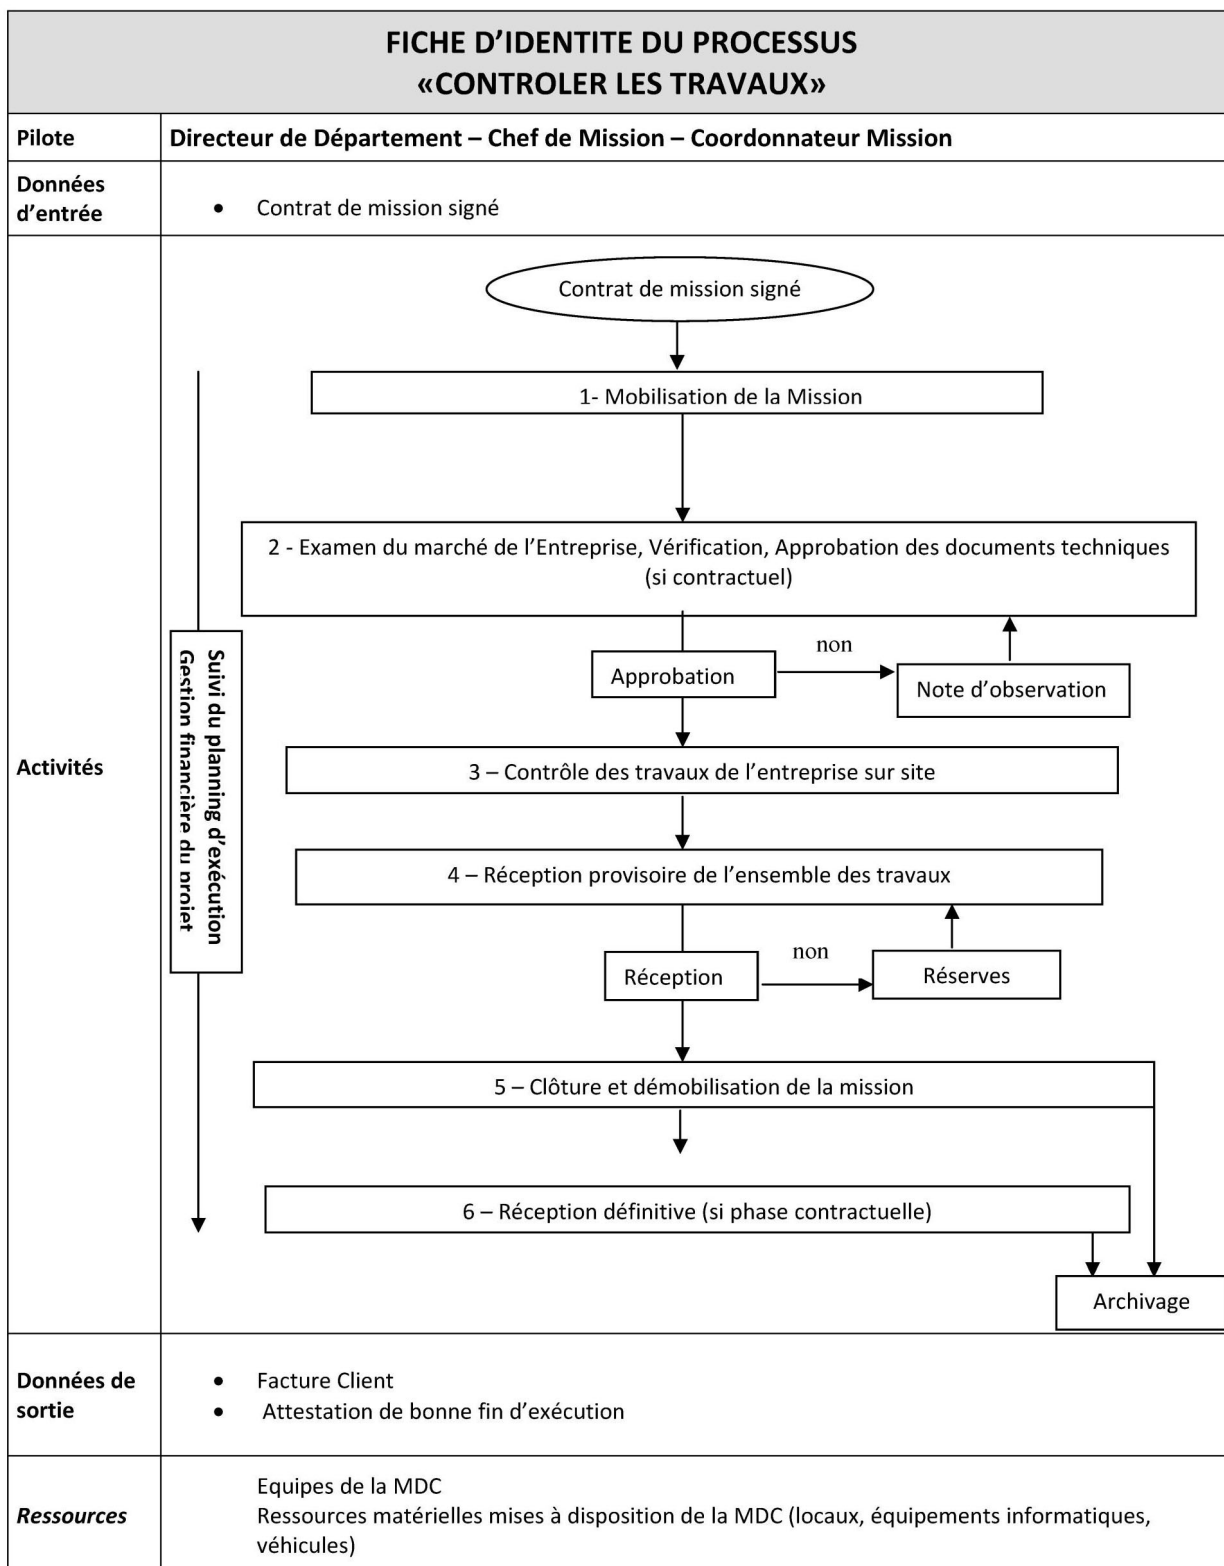 FICHE D'IDENTITE DU PROCESSUS
«CONTROLER LES TRAVAUX»
Pilote
Directeur de Département – Chef de Mission – Coordonnateur Mission
Données
d'entrée
• Contrat de mission signé
Activités
Contrat de mission signé
1- Mobilisation de la Mission
2 - Examen du marché de l'Entreprise, Vérification, Approbation des documents techniques
(si contractuel)
Approbation
non
Note d'observation
Suivi du planning d'exécution
Gestion financière du projet
3 – Contrôle des travaux de l'entreprise sur site
4 – Réception provisoire de l'ensemble des travaux
Réception
non
Réserves
5 – Clôture et démobilisation de la mission
6 – Réception définitive (si phase contractuelle)
Archivage
Données de
sortie
• Facture Client
• Attestation de bonne fin d'exécution
Ressources
Equipes de la MDC
Ressources matérielles mises à disposition de la MDC (locaux, équipements informatiques,
véhicules)